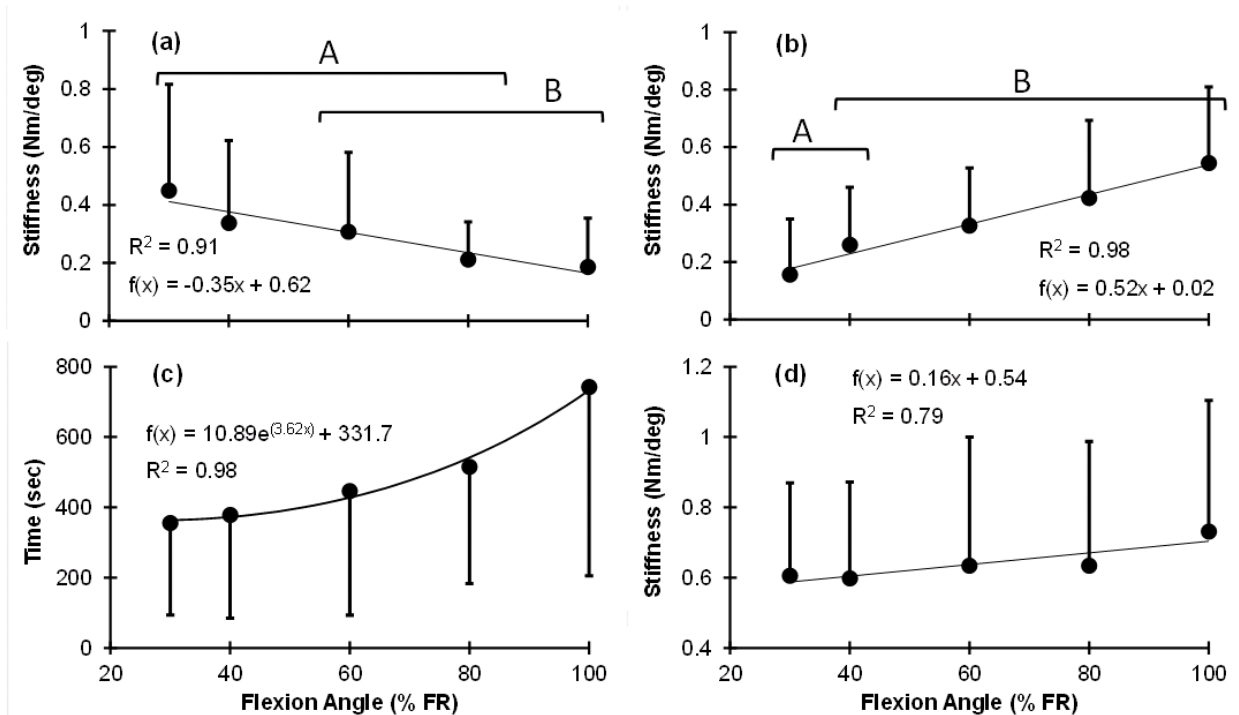 (a)
A
B
Stiffness (Nm/deg)
1
0.8
0.6
0.4
0.2
0
R² = 0.91
f(x) = -0.35x + 0.62
(b)
B
A
Stiffness (Nm/deg)
1
0.8
0.6
0.4
0.2
0
R² = 0.98
f(x) = 0.52x + 0.02
(c)
f(x) = 10.89e^(3.62x) + 331.7
R² = 0.98
Time (sec)
800
600
400
200
0
20 40 60 80 100
Flexion Angle (% FR)
(d)
f(x) = 0.16x + 0.54
R² = 0.79
Stiffness (Nm/deg)
1.2
1
0.8
0.6
0.4
20 40 60 80 100
Flexion Angle (% FR)